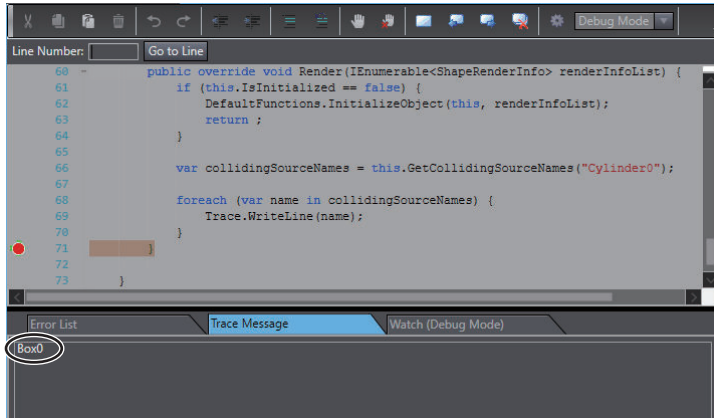 Debug Mode
Line Number: Go to Line
60 public override void Render(IEnumerable<ShapeRenderInfo> renderInfoList) {
61 if (this.IsInitialized == false) {
62 DefaultFunctions.InitializeObject(this, renderInfoList);
63 return ;
64 }
65
66 var collidingSourceNames = this.GetCollidingSourceNames("Cylinder0");
67
68 foreach (var name in collidingSourceNames) {
69 Trace.WriteLine(name);
70 }
71 }
72
73 }
Error List Trace Message Watch (Debug Mode)
Box0